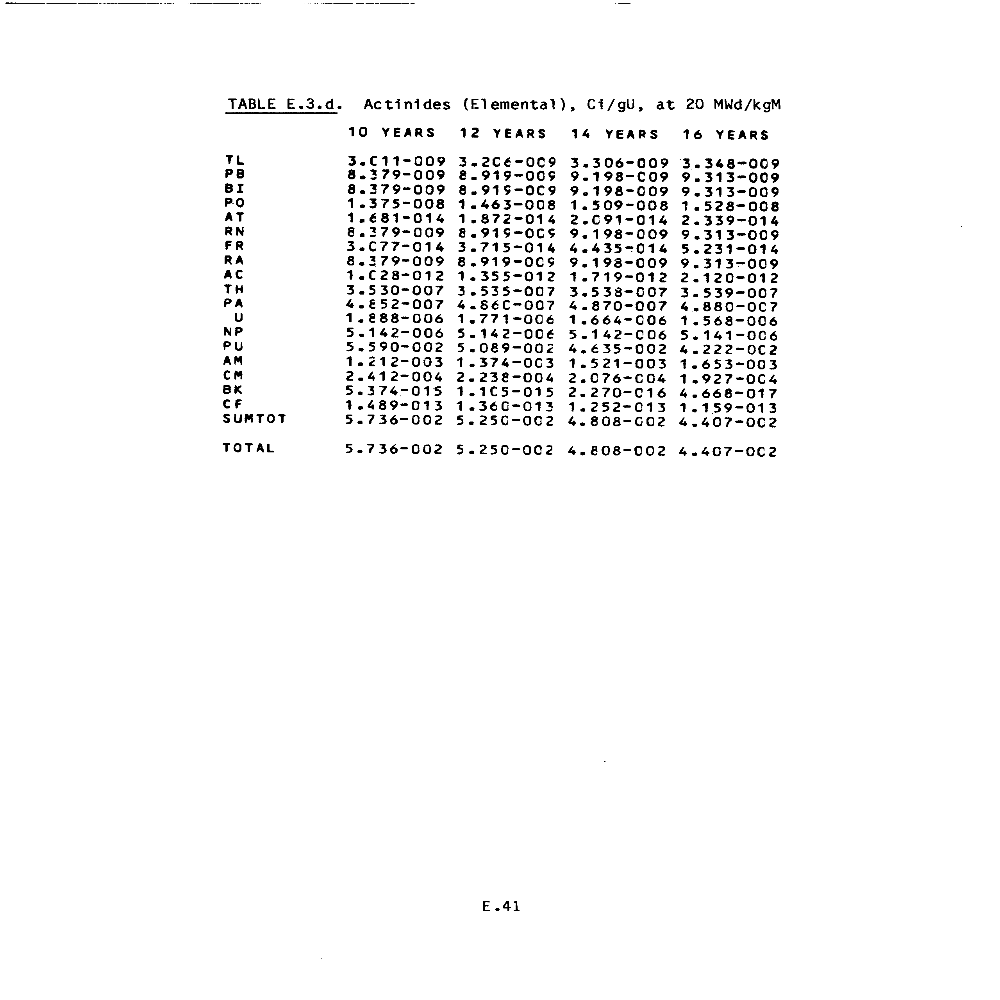 TABLE E.3.d. Actinides (Elemental), Ci/gU, at 20 MWd/kgM
10 YEARS 12 YEARS 14 YEARS 16 YEARS
TL 3.011-009 3.206-009 3.306-009 3.348-009
PB 8.379-009 8.919-009 9.198-009 9.313-009
BI 8.379-009 8.919-009 9.198-009 9.313-009
PO 1.375-008 1.463-008 1.509-008 1.528-008
AT 1.681-014 1.872-014 2.091-014 2.339-014
RN 8.379-009 8.919-009 9.198-009 9.313-009
FR 3.077-014 3.715-014 4.435-014 5.231-014
RA 8.379-009 8.919-009 9.198-009 9.313-009
AC 1.028-012 1.355-012 1.719-012 2.120-012
TH 3.530-007 3.535-007 3.538-007 3.539-007
PA 4.852-007 4.860-007 4.870-007 4.880-007
U 1.888-006 1.771-006 1.664-006 1.568-006
NP 5.142-006 5.142-006 5.142-006 5.141-006
PU 5.590-002 5.089-002 4.635-002 4.222-002
AM 1.212-003 1.374-003 1.521-003 1.653-003
CM 2.412-004 2.238-004 2.076-004 1.927-004
BK 5.374-015 1.105-015 2.270-016 4.668-017
CF 1.489-013 1.360-013 1.252-013 1.159-013
SUMTOT 5.736-002 5.250-002 4.808-002 4.407-002
TOTAL 5.736-002 5.250-002 4.808-002 4.407-002
E.41